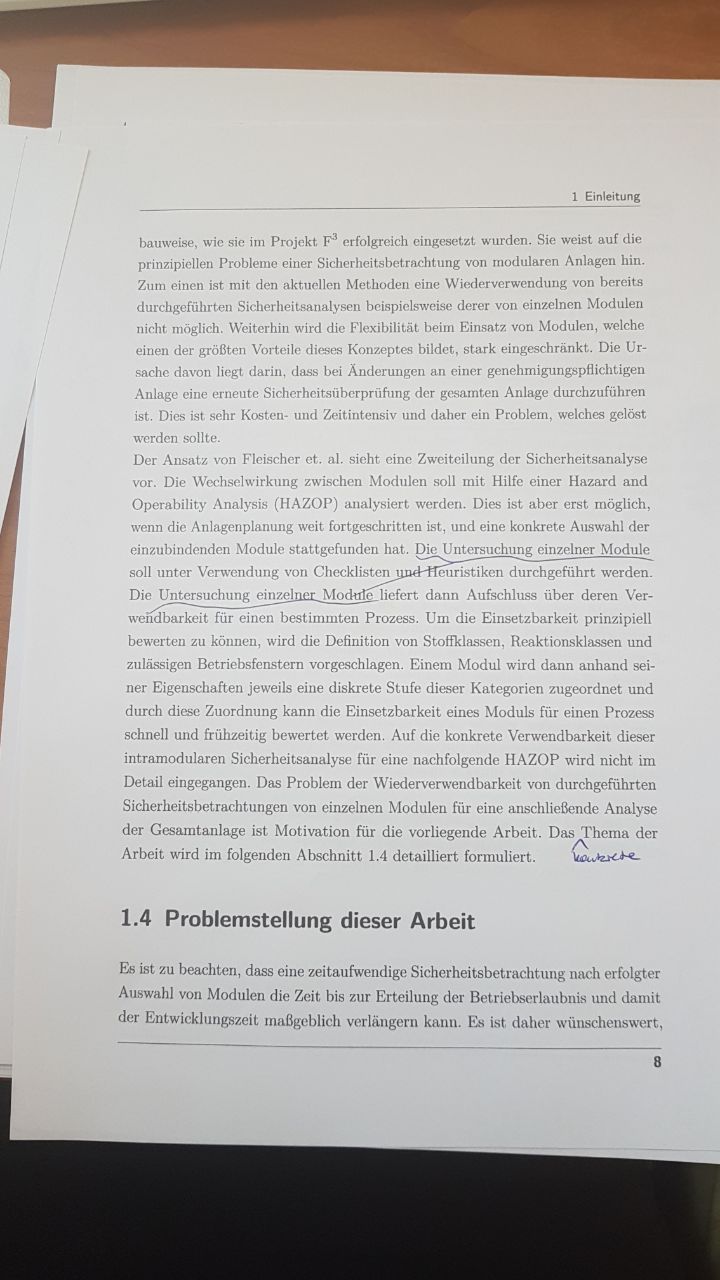 1 Einleitung
bauweise, wie sie im Projekt F³ erfolgreich eingesetzt wurden. Sie weist auf die
prinzipiellen Probleme einer Sicherheitsbetrachtung von modularen Anlagen hin.
Zum einen ist mit den aktuellen Methoden eine Wiederverwendung von bereits
durchgeführten Sicherheitsanalysen beispielsweise derer von einzelnen Modulen
nicht möglich. Weiterhin wird die Flexibilität beim Einsatz von Modulen, welche
einen der größten Vorteile dieses Konzeptes bildet, stark eingeschränkt. Die Ur-
sache davon liegt darin, dass bei Änderungen an einer genehmigungspflichtigen
Anlage eine erneute Sicherheitsüberprüfung der gesamten Anlage durchzuführen
ist. Dies ist sehr Kosten- und Zeitintensiv und daher ein Problem, welches gelöst
werden sollte.
Der Ansatz von Fleischer et. al. sieht eine Zweiteilung der Sicherheitsanalyse
vor. Die Wechselwirkung zwischen Modulen soll mit Hilfe einer Hazard and
Operability Analysis (HAZOP) analysiert werden. Dies ist aber erst möglich,
wenn die Anlagenplanung weit fortgeschritten ist, und eine konkrete Auswahl der
einzubindenden Module stattgefunden hat. Die Untersuchung einzelner Module
soll unter Verwendung von Checklisten und Heuristiken durchgeführt werden.
Die Untersuchung einzelner Module liefert dann Aufschluss über deren Ver-
wendbarkeit für einen bestimmten Prozess. Um die Einsetzbarkeit prinzipiell
bewerten zu können, wird die Definition von Stoffklassen, Reaktionsklassen und
zulässigen Betriebsfenstern vorgeschlagen. Einem Modul wird dann anhand sei-
ner Eigenschaften jeweils eine diskrete Stufe dieser Kategorien zugeordnet und
durch diese Zuordnung kann die Einsetzbarkeit eines Moduls für einen Prozess
schnell und frühzeitig bewertet werden. Auf die konkrete Verwendbarkeit dieser
intramodularen Sicherheitsanalyse für eine nachfolgende HAZOP wird nicht im
Detail eingegangen. Das Problem der Wiederverwendbarkeit von durchgeführten
Sicherheitsbetrachtungen von einzelnen Modulen für eine anschließende Analyse
der Gesamtanlage ist Motivation für die vorliegende Arbeit. Das Thema der
Arbeit wird im folgenden Abschnitt 1.4 detailliert formuliert.
konkrete
1.4 Problemstellung dieser Arbeit
Es ist zu beachten, dass eine zeitaufwendige Sicherheitsbetrachtung nach erfolgter
Auswahl von Modulen die Zeit bis zur Erteilung der Betriebserlaubnis und damit
der Entwicklungszeit maßgeblich verlängern kann. Es ist daher wünschenswert,
8